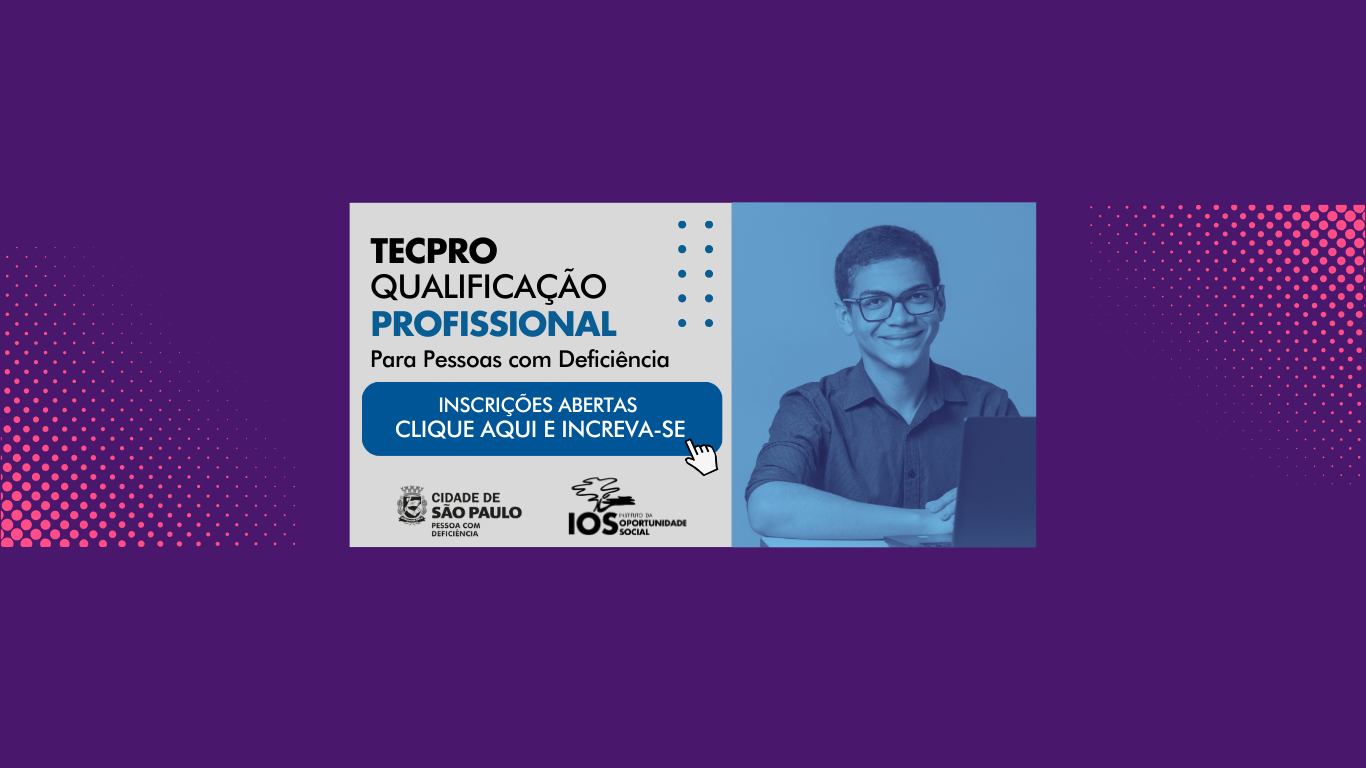 TECPRO
QUALIFICAÇÃO
PROFISSIONAL
Para Pessoas com Deficiência
INSCRIÇÕES ABERTAS
CLIQUE AQUI E INCREVA-SE
CIDADE DE
SÃO PAULO
PESSOA COM
DEFICIÊNCIA
IOS
INSTITUTO DA
OPORTUNIDADE
SOCIAL